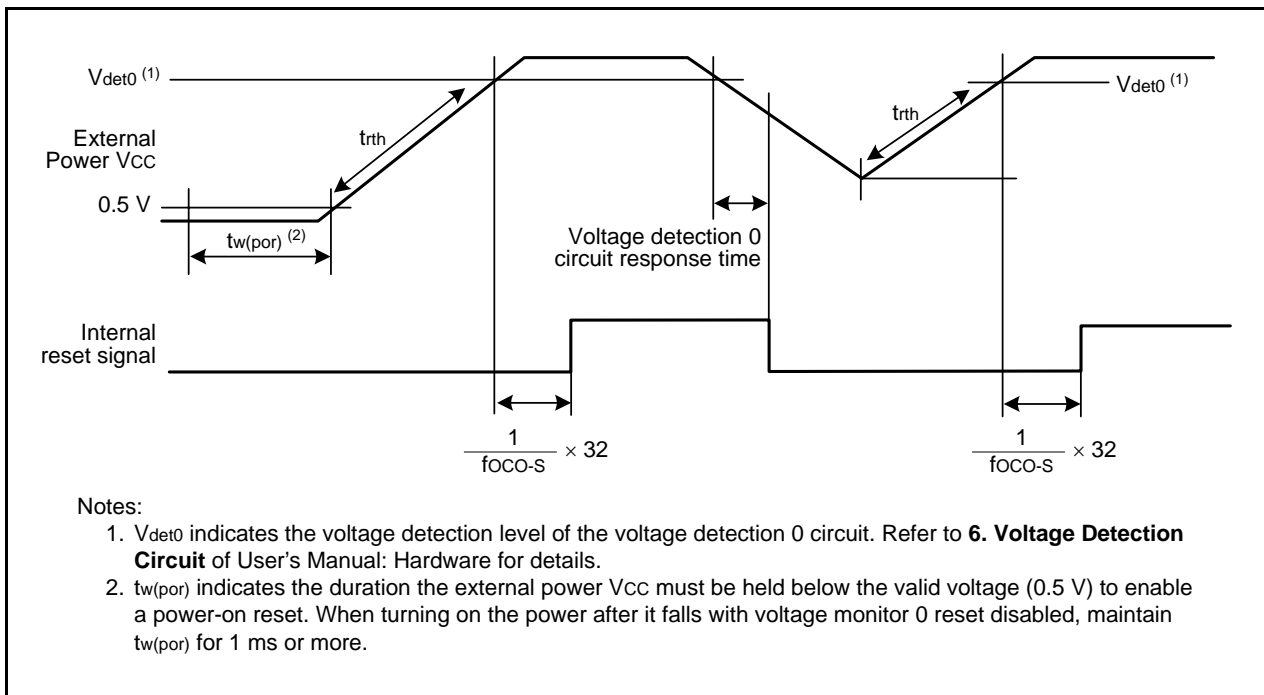 Vdet0 (1)
Vdet0 (1)
trth
trth
External
Power VCC
0.5 V
tw(por) (2)
Voltage detection 0
circuit response time
Internal
reset signal
1
fOCO-S
× 32
1
fOCO-S
× 32
Notes:
1. Vdet0 indicates the voltage detection level of the voltage detection 0 circuit. Refer to 6. Voltage Detection
Circuit of User's Manual: Hardware for details.
2. tw(por) indicates the duration the external power VCC must be held below the valid voltage (0.5 V) to enable
a power-on reset. When turning on the power after it falls with voltage monitor 0 reset disabled, maintain
tw(por) for 1 ms or more.